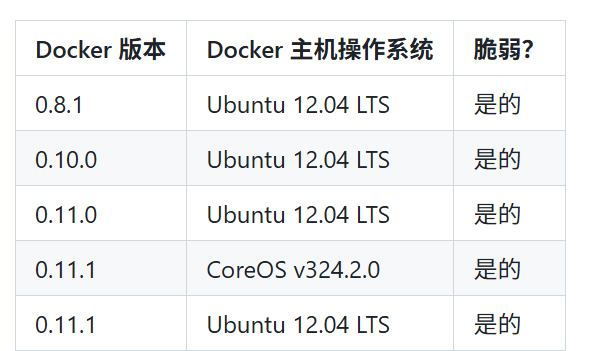 Docker 版本 Docker 主机操作系统 脆弱？
0.8.1 Ubuntu 12.04 LTS 是的
0.10.0 Ubuntu 12.04 LTS 是的
0.11.0 Ubuntu 12.04 LTS 是的
0.11.1 CoreOS v324.2.0 是的
0.11.1 Ubuntu 12.04 LTS 是的